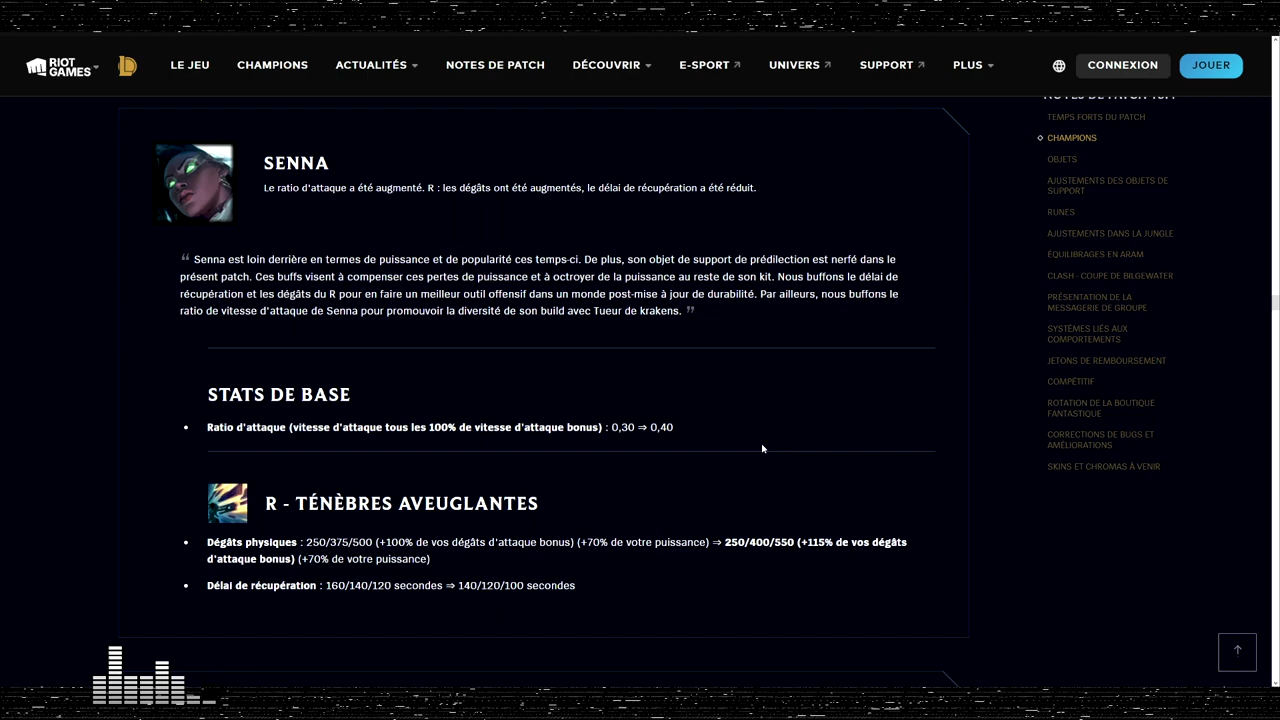 RIOT GAMES
LE JEU
CHAMPIONS
ACTUALITÉS
NOTES DE PATCH
DÉCOUVRIR
E-SPORT
UNIVERS
SUPPORT
PLUS
CONNEXION
JOUER
SENNA
Le ratio d'attaque a été augmenté. R : les dégâts ont été augmentés, le délai de récupération a été réduit.
“ Senna est loin derrière en termes de puissance et de popularité ces temps-ci. De plus, son objet de support de prédilection est nerfé dans le
présent patch. Ces buffs visent à compenser ces pertes de puissance et à octroyer de la puissance au reste de son kit. Nous buffons le délai de
récupération et les dégâts du R pour en faire un meilleur outil offensif dans un monde post-mise à jour de durabilité. Par ailleurs, nous buffons le
ratio de vitesse d'attaque de Senna pour promouvoir la diversité de son build avec Tueur de krakens. ”
STATS DE BASE
• Ratio d'attaque (vitesse d'attaque tous les 100% de vitesse d'attaque bonus) : 0,30 ⇒ 0,40
R - TÉNÈBRES AVEUGLANTES
• Dégâts physiques : 250/375/500 (+100% de vos dégâts d'attaque bonus) (+70% de votre puissance) ⇒ 250/400/550 (+115% de vos dégâts
d'attaque bonus) (+70% de votre puissance)
• Délai de récupération : 160/140/120 secondes ⇒ 140/120/100 secondes
TEMPS FORTS DU PATCH
CHAMPIONS
OBJETS
AJUSTEMENTS DES OBJETS DE
SUPPORT
RUNES
AJUSTEMENTS DANS LA JUNGLE
ÉQUILIBRAGES EN ARAM
CLASH - COUPE DE BILGEWATER
PRÉSENTATION DE LA
MESSAGERIE DE GROUPE
SYSTÈMES LIÉS AUX
COMPORTEMENTS
JETONS DE REMBOURSEMENT
COMPÉTITIF
ROTATION DE LA BOUTIQUE
FANTASTIQUE
CORRECTIONS DE BUGS ET
AMÉLIORATIONS
SKINS ET CHROMAS À VENIR